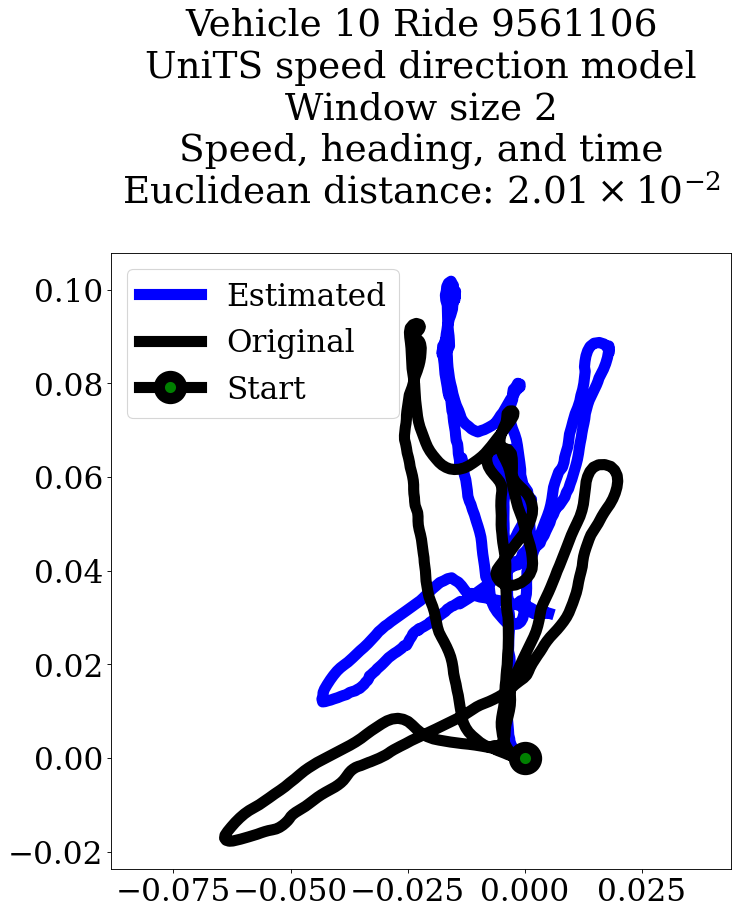 Vehicle 10 Ride 9561106
UniTS speed direction model
Window size 2
Speed, heading, and time
Euclidean distance: 2.01 × 10⁻²
Estimated
Original
Start
0.10
0.08
0.06
0.04
0.02
0.00
−0.02
−0.075 −0.050 −0.025 0.000 0.025